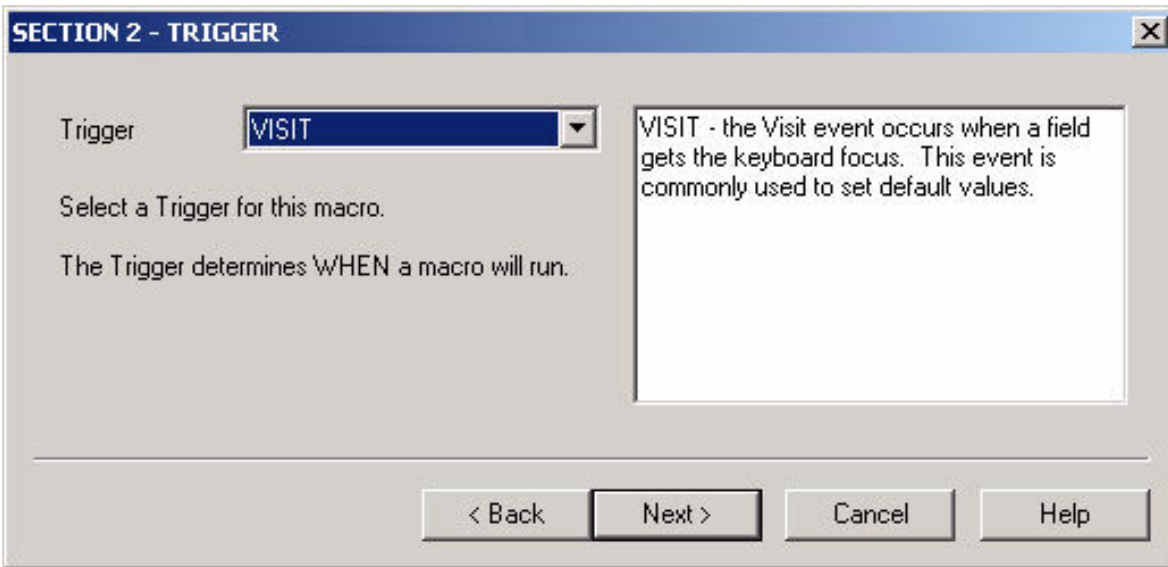 SECTION 2 - TRIGGER
Trigger
VISIT
Select a Trigger for this macro.
The Trigger determines WHEN a macro will run.
VISIT - the Visit event occurs when a field
gets the keyboard focus.  This event is
commonly used to set default values.
< Back
Next >
Cancel
Help